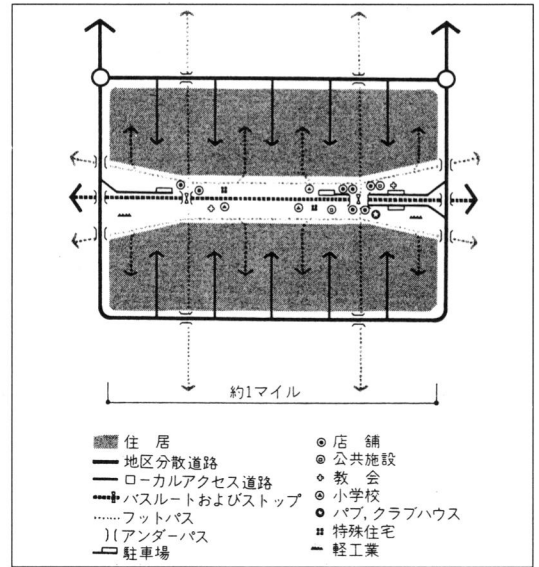 約1マイル
住　居
地区分散道路
ローカルアクセス道路
バスルートおよびストップ
フットパス
アンダーパス
駐車場
店　舗
公共施設
教　会
小学校
パブ, クラブハウス
特殊住宅
軽工業